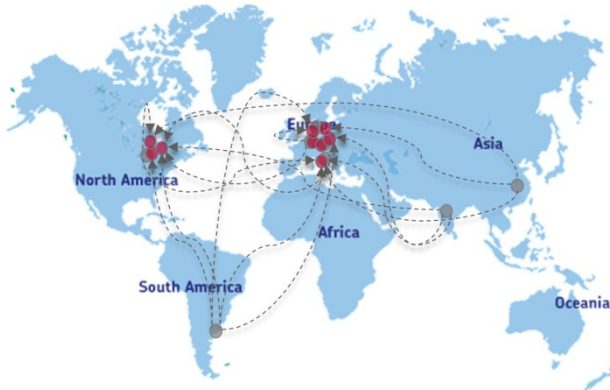 Europe
Asia
North America
Africa
South America
Oceania